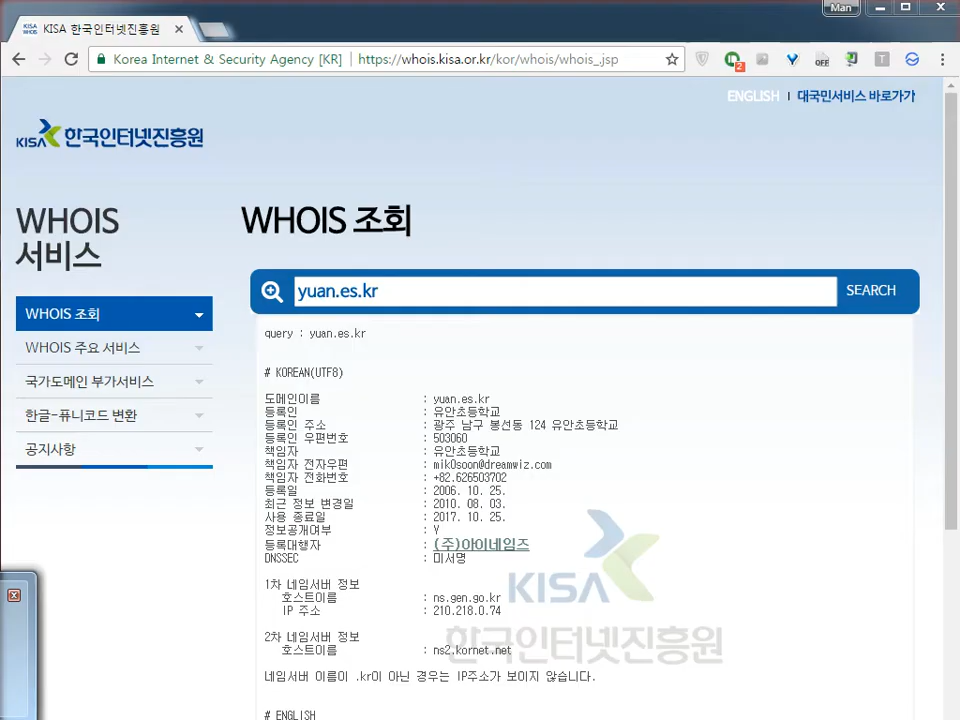 Man
KISA 한국인터넷진흥원
Korea Internet & Security Agency [KR] | https://whois.kisa.or.kr/kor/whois/whois_.jsp
2
OFF
T
ENGLISH | 대국민서비스 바로가가
KISA 한국인터넷진흥원
WHOIS
서비스
WHOIS 조회
WHOIS 주요 서비스
국가도메인 부가서비스
한글-퓨니코드 변환
공지사항
WHOIS 조회
yuan.es.kr SEARCH
query : yuan.es.kr
# KOREAN(UTF8)
도메인이름 : yuan.es.kr
등록인 : 유안초등학교
등록인 주소 : 광주 남구 봉선동 124 유안초등학교
등록인 우편번호 : 503060
책임자 : 유안초등학교
책임자 전자우편 : mik0soon@dreamwiz.com
책임자 전화번호 : +82.626503702
등록일 : 2006. 10. 25.
최근 정보 변경일 : 2010. 08. 03.
사용 종료일 : 2017. 10. 25.
정보공개여부 : Y
등록대행자 : (주)아이네임즈
DNSSEC : 미서명
1차 네임서버 정보
호스트이름 : ns.gen.go.kr
IP 주소 : 210.218.0.74
2차 네임서버 정보
호스트이름 : ns2.kornet.net
네임서버 이름이 .kr이 아닌 경우는 IP주소가 보이지 않습니다.
# ENGLISH
KISA
한국인터넷진흥원